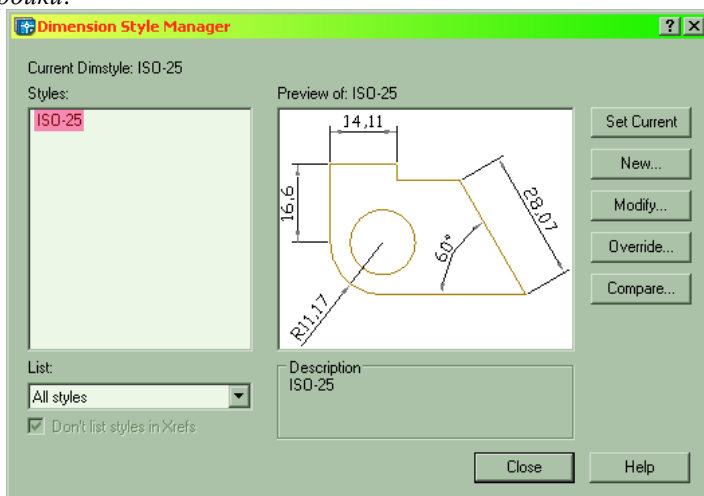 Dimension Style Manager
Current Dimstyle: ISO-25
Styles:
ISO-25
Preview of: ISO-25
14,11
16,6
28,07
60°
R11,17
Set Current
New...
Modify...
Override...
Compare...
List:
All styles
Don't list styles in Xrefs
Description
ISO-25
Close
Help